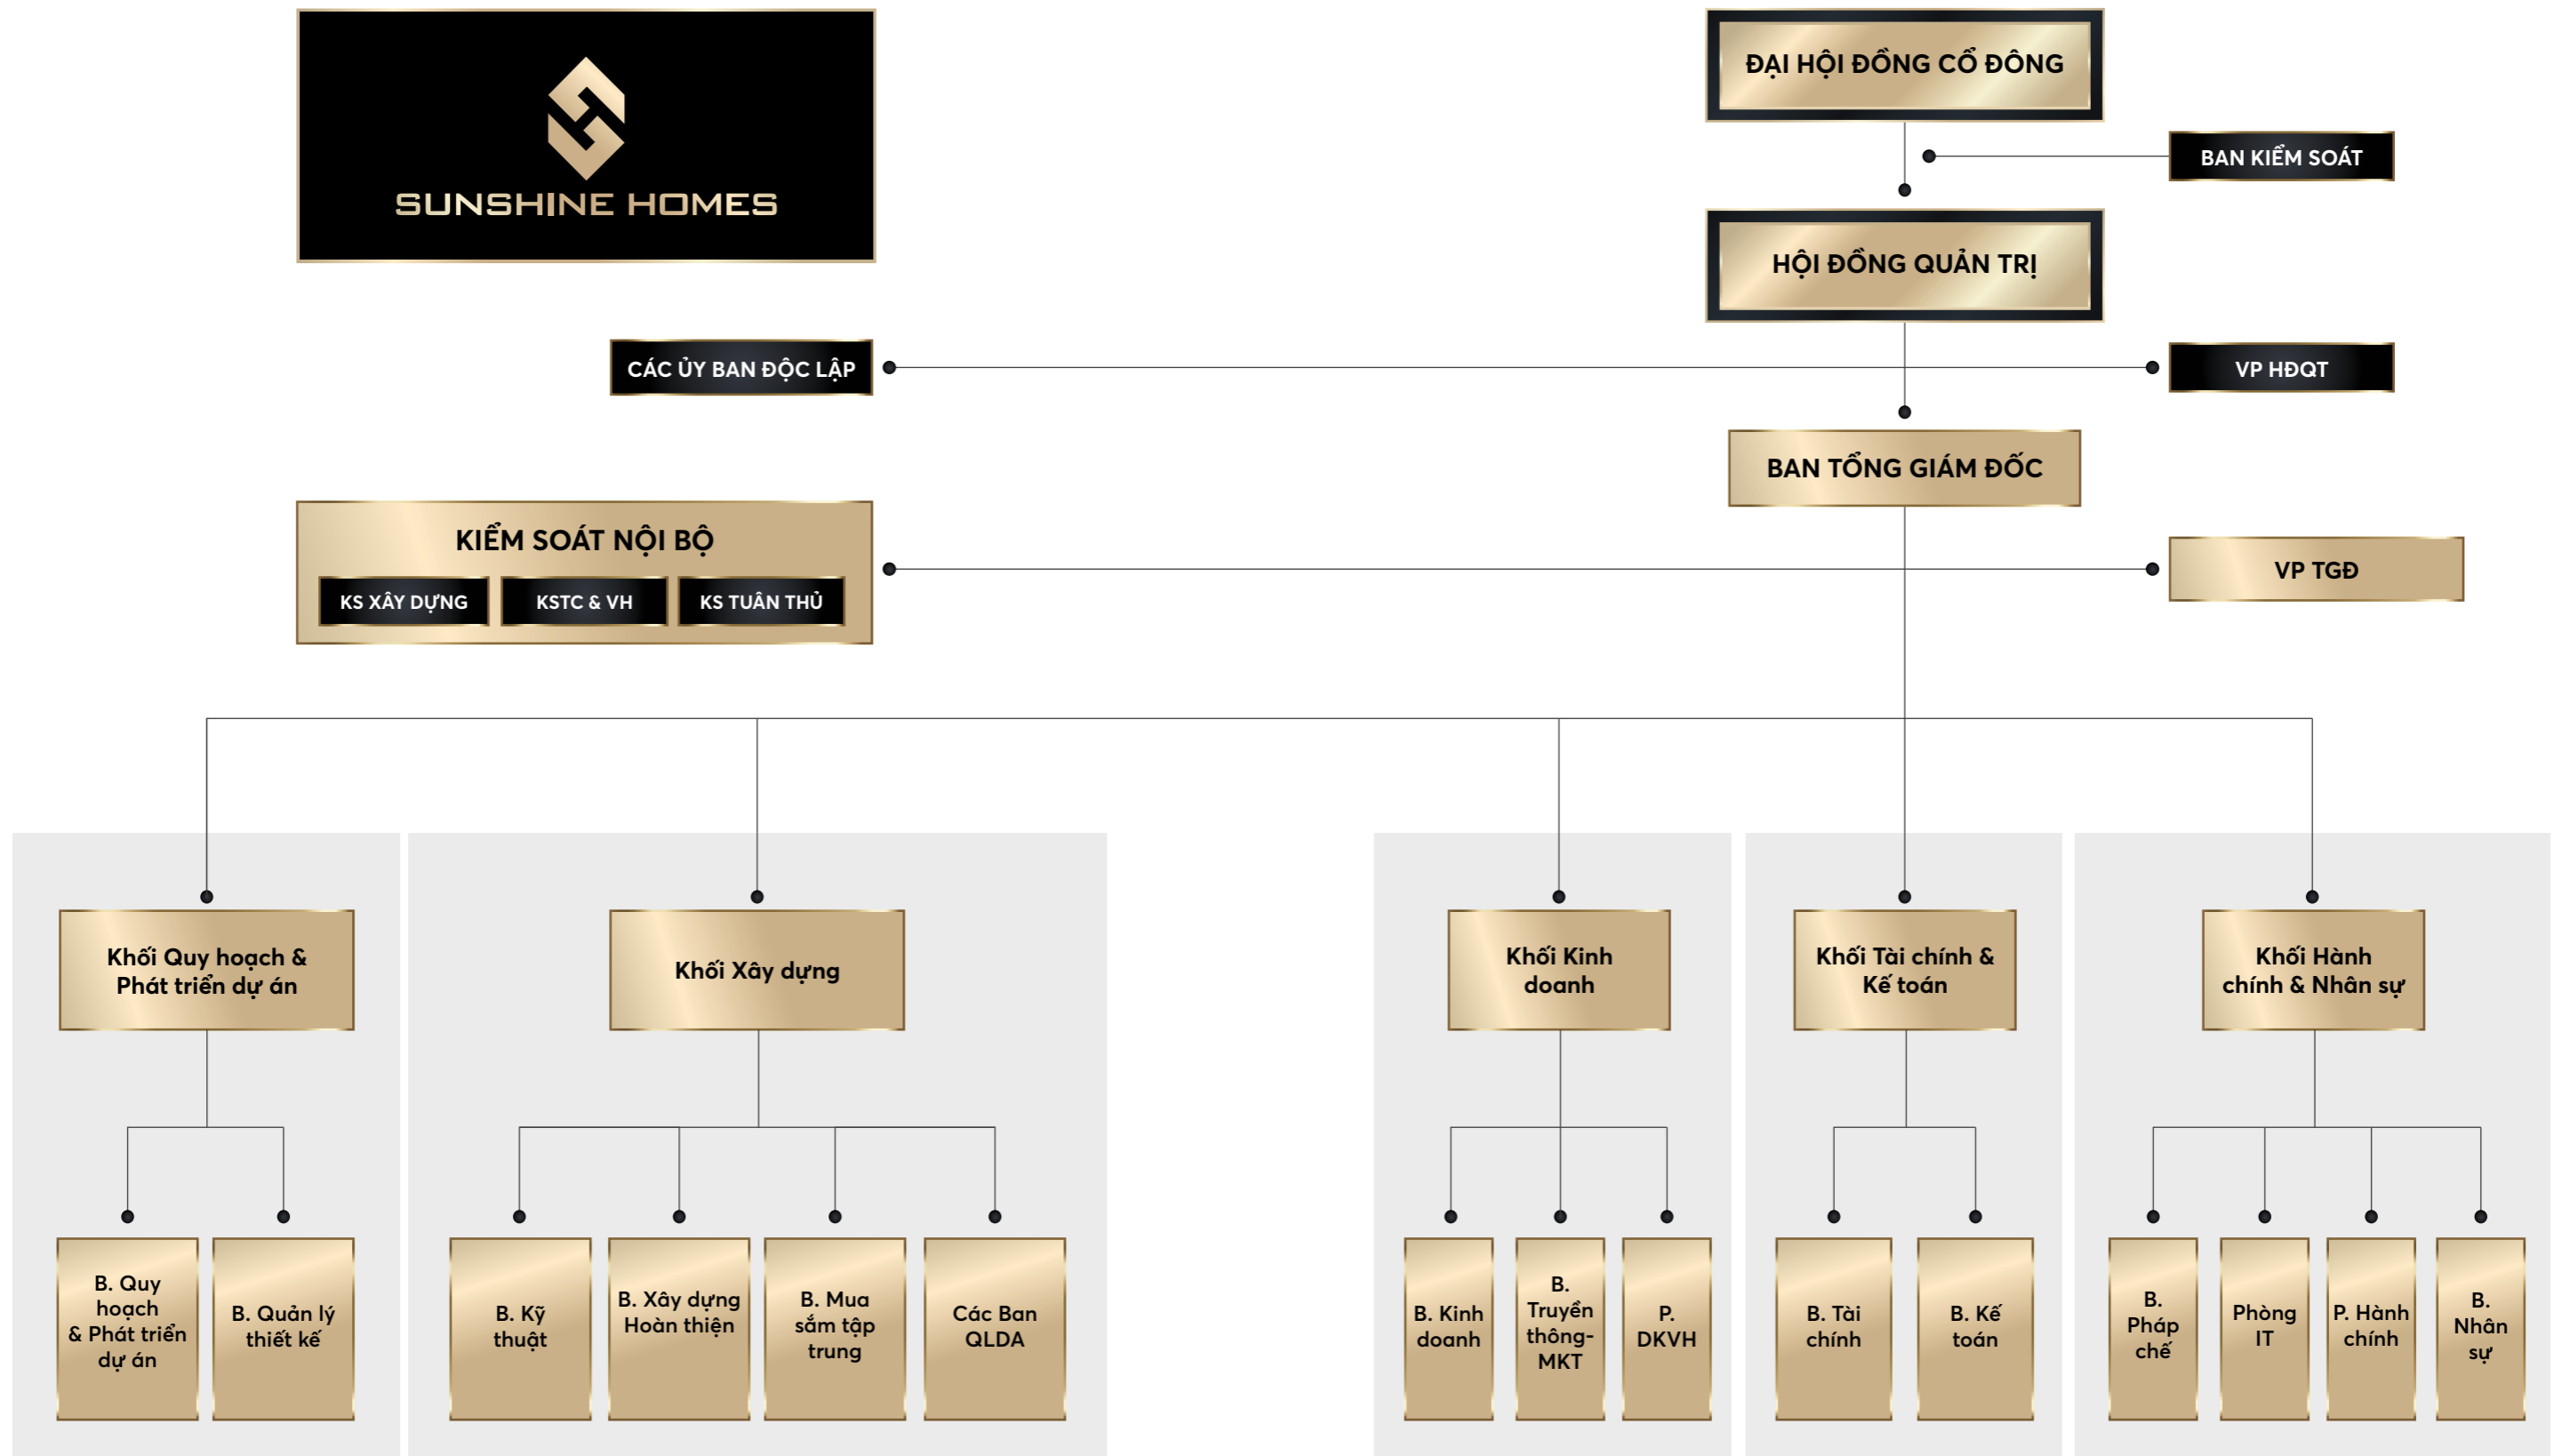 SUNSHINE HOMES
ĐẠI HỘI ĐỒNG CỔ ĐÔNG
BAN KIỂM SOÁT
HỘI ĐỒNG QUẢN TRỊ
CÁC ỦY BAN ĐỘC LẬP
VP HĐQT
BAN TỔNG GIÁM ĐỐC
KIỂM SOÁT NỘI BỘ
KS XÂY DỰNG
KSTC & VH
KS TUÂN THỦ
VP TGĐ
Khối Quy hoạch &
Phát triển dự án
Khối Xây dựng
Khối Kinh
doanh
Khối Tài chính &
Kế toán
Khối Hành
chính & Nhân sự
B. Quy
hoạch
& Phát triển
dự án
B. Quản lý
thiết kế
B. Kỹ
thuật
B. Xây dựng
Hoàn thiện
B. Mua
sắm tập
trung
Các Ban
QLDA
B. Kinh
doanh
B.
Truyền
thông-
MKT
P.
DKVH
B. Tài
chính
B. Kế
toán
B.
Pháp
chế
Phòng
IT
P. Hành
chính
B.
Nhân
sự